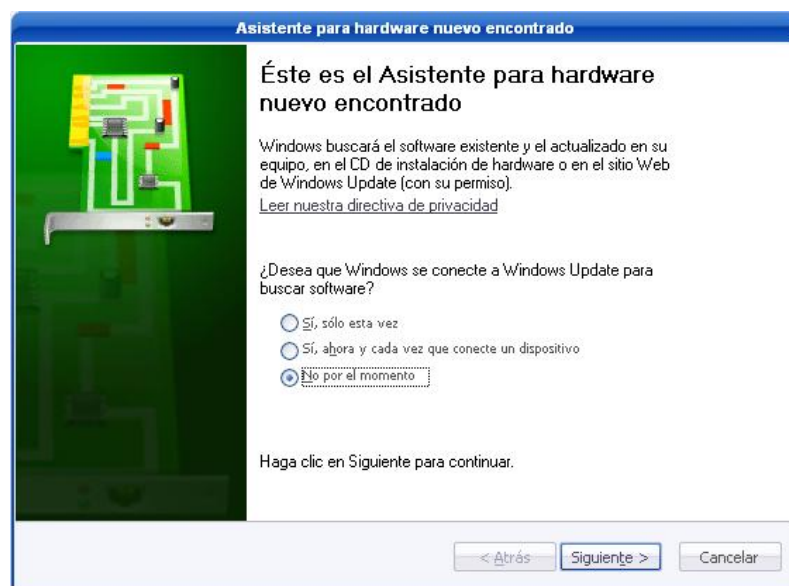 Asistente para hardware nuevo encontrado
Éste es el Asistente para hardware
nuevo encontrado
Windows buscará el software existente y el actualizado en su
equipo, en el CD de instalación de hardware o en el sitio Web
de Windows Update (con su permiso).
Leer nuestra directiva de privacidad
¿Desea que Windows se conecte a Windows Update para
buscar software?
Sí, sólo esta vez
Sí, ahora y cada vez que conecte un dispositivo
No por el momento
Haga clic en Siguiente para continuar.
< Atrás
Siguiente >
Cancelar